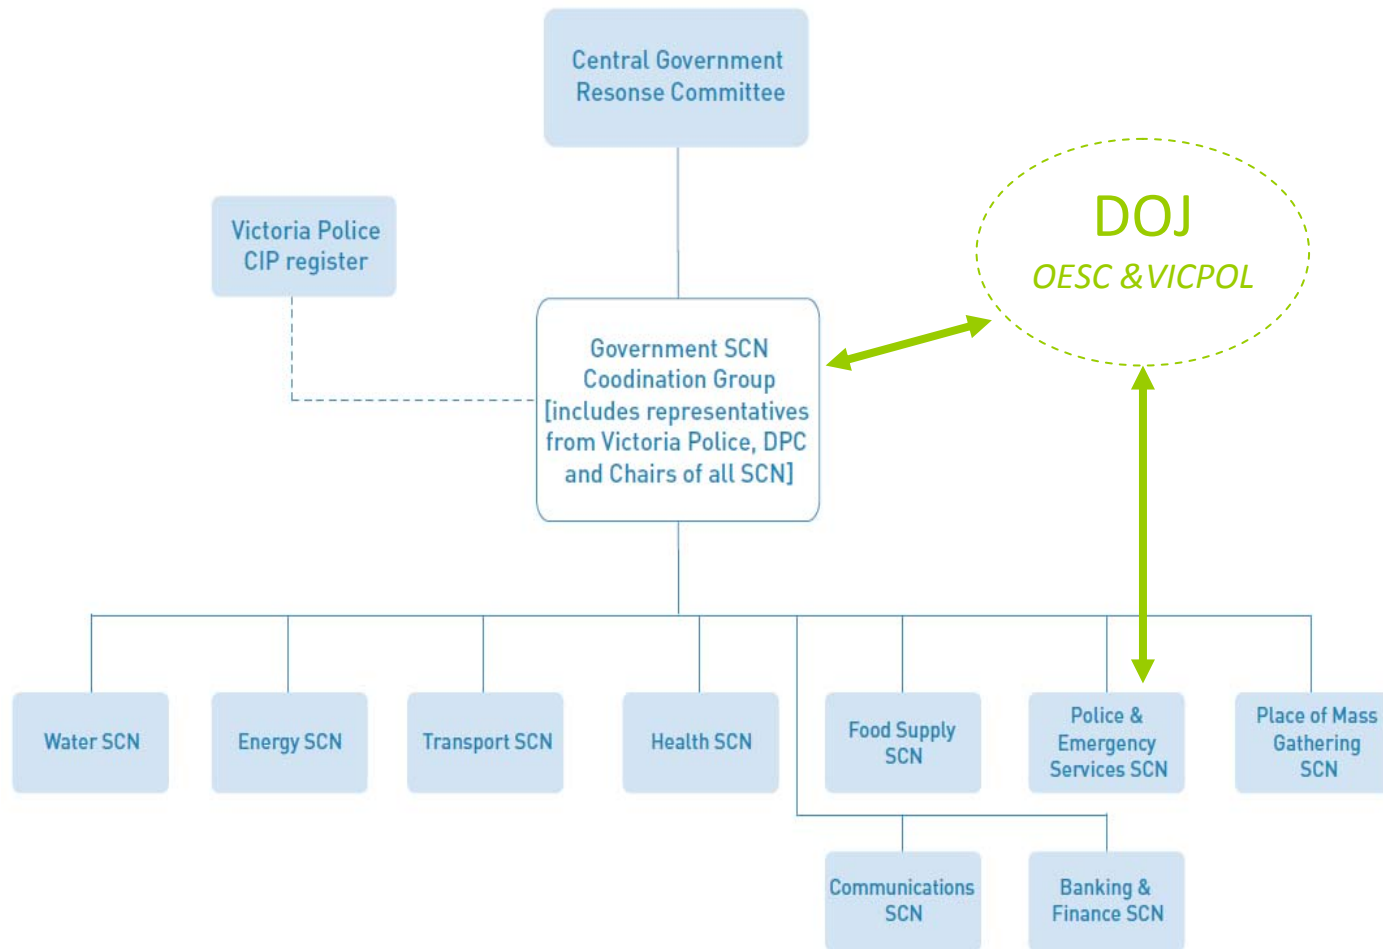 Central Government
Resonse Committee
DOJ
OESC &VICPOL
Victoria Police
CIP register
Government SCN
Coodination Group
[includes representatives
from Victoria Police, DPC
and Chairs of all SCN]
Water SCN
Energy SCN
Transport SCN
Health SCN
Food Supply
SCN
Police &
Emergency
Services SCN
Place of Mass
Gathering
SCN
Communications
SCN
Banking &
Finance SCN